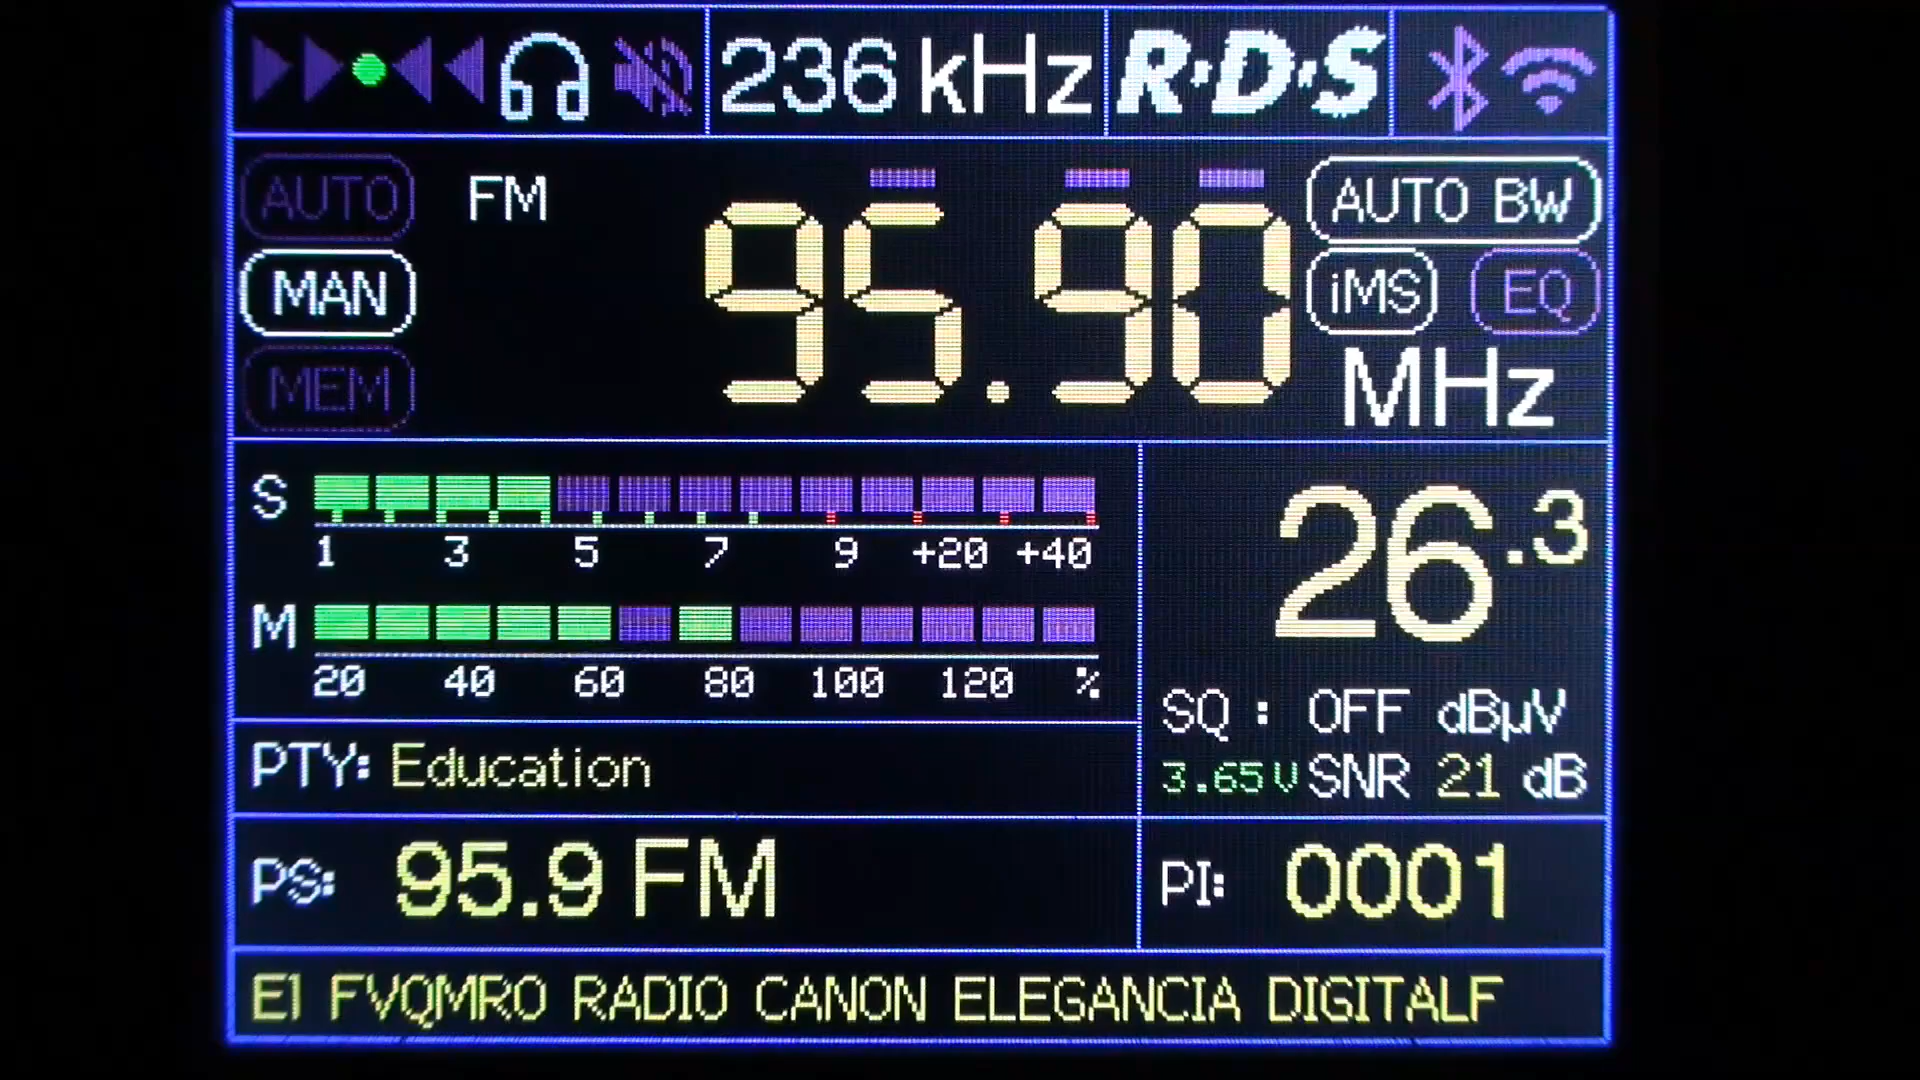 236 kHz R·D·S
AUTO FM 95.90 AUTO BW
MAN iMS EQ
MEM MHz
S
1 3 5 7 9 +20 +40
26.3
M
20 40 60 80 100 120 %
SQ : OFF dBµV
PTY: Education
3.65V SNR 21 dB
PS: 95.9 FM
PI: 0001
El FVQMRO RADIO CANON ELEGANCIA DIGITALF